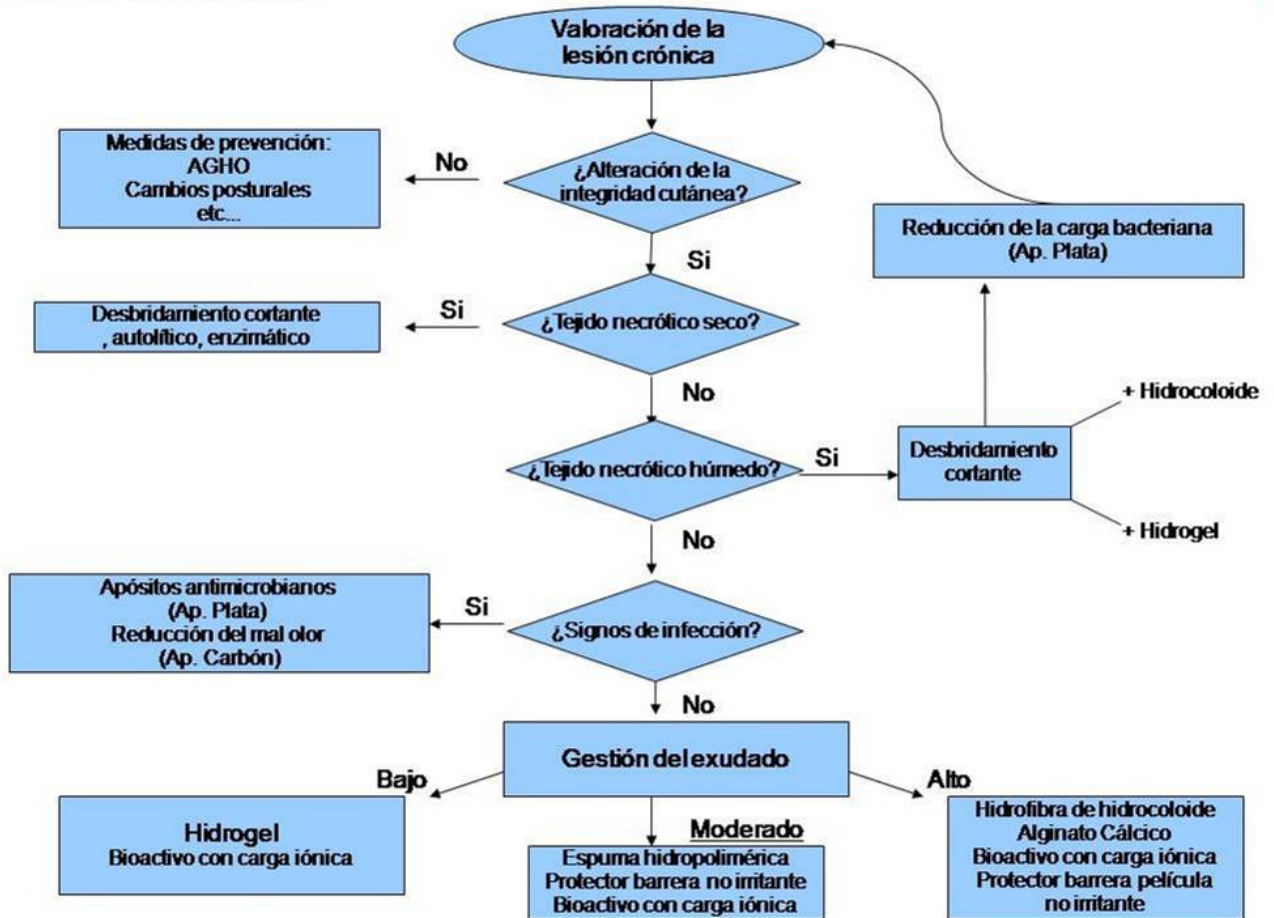 Valoración de la
lesión crónica
Medidas de prevención:
AGHO
Cambios posturales
etc...
No
¿Alteración de la
integridad cutánea?
Reducción de la carga bacteriana
(Ap. Plata)
Si
Desbridamiento cortante
, autolítico, enzimático
Si
¿Tejido necrótico seco?
No
+ Hidrocoloide
¿Tejido necrótico húmedo?
Si
Desbridamiento
cortante
+ Hidrogel
No
Apósitos antimicrobianos
(Ap. Plata)
Reducción del mal olor
(Ap. Carbón)
Si
¿Signos de infección?
No
Gestión del exudado
Bajo
Alto
Hidrogel
Bioactivo con carga iónica
Moderado
Espuma hidropolimérica
Protector barrera no irritante
Bioactivo con carga iónica
Hidrofibra de hidrocoloide
Alginato Cálcico
Bioactivo con carga iónica
Protector barrera película
no irritante